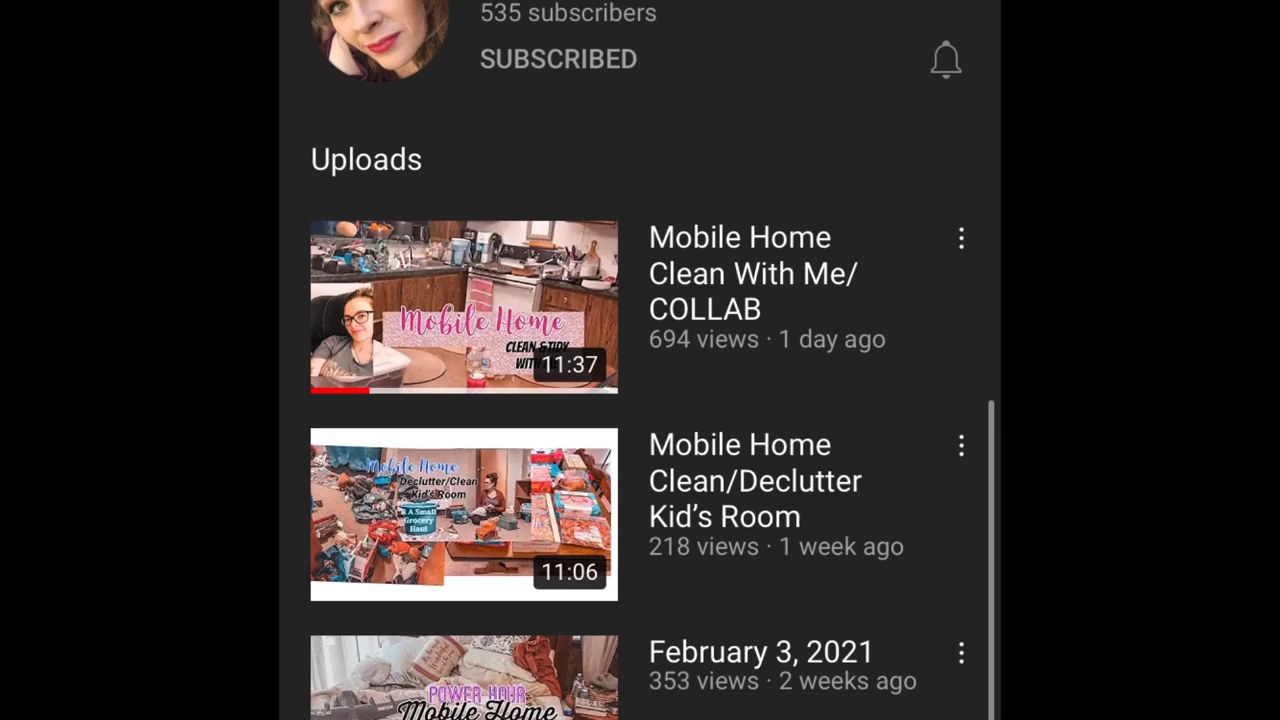 535 subscribers
SUBSCRIBED
Uploads
Mobile Home
CLEAN & TIDY
WITH
11:37
Mobile Home
Clean With Me/
COLLAB
694 views · 1 day ago
Mobile Home
Declutter/Clean
Kid's Room
A Small
Grocery
Haul
11:06
Mobile Home
Clean/Declutter
Kid’s Room
218 views · 1 week ago
POWER HOUR
Mobile Home
February 3, 2021
353 views · 2 weeks ago